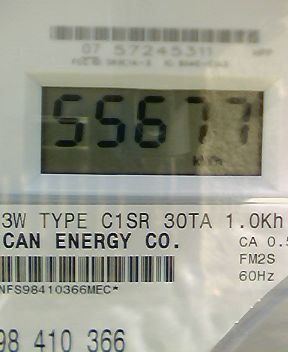 07 57245311
55677
kWh
3W TYPE C1SR 30TA 1.0Kh
CAN ENERGY CO.
CA 0.5
FM2S
60Hz
NFS98410366MEC*
98 410 366